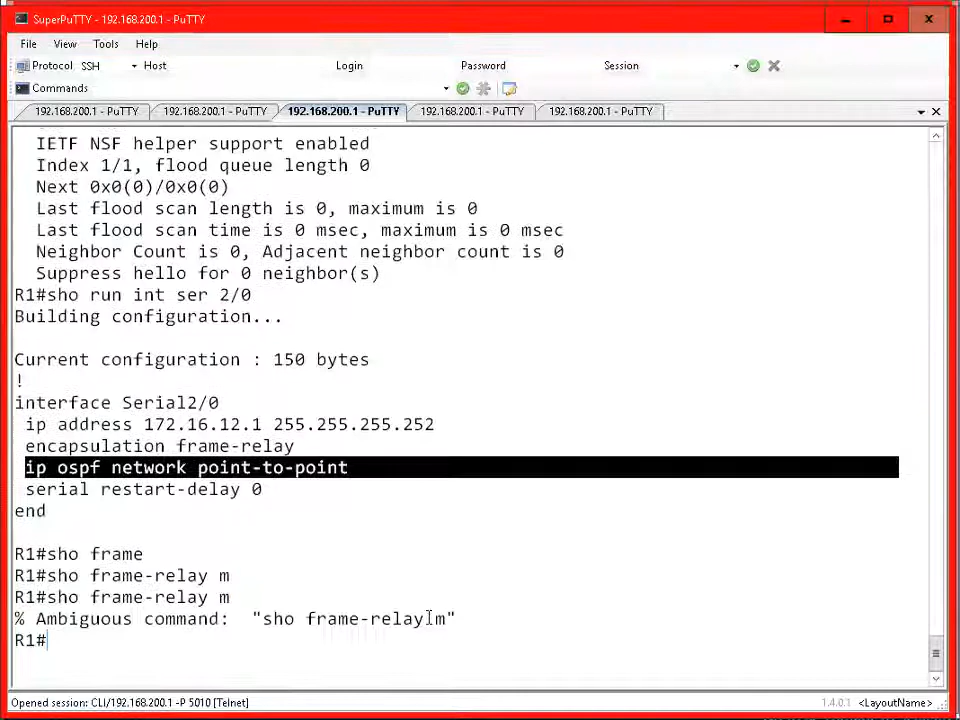 SuperPuTTY - 192.168.200.1 - PuTTY
File View Tools Help
Protocol SSH Host Login Password Session
Commands
192.168.200.1 - PuTTY 192.168.200.1 - PuTTY 192.168.200.1 - PuTTY 192.168.200.1 - PuTTY 192.168.200.1 - PuTTY
IETF NSF helper support enabled
Index 1/1, flood queue length 0
Next 0x0(0)/0x0(0)
Last flood scan length is 0, maximum is 0
Last flood scan time is 0 msec, maximum is 0 msec
Neighbor Count is 0, Adjacent neighbor count is 0
Suppress hello for 0 neighbor(s)
R1#sho run int ser 2/0
Building configuration...
Current configuration : 150 bytes
!
interface Serial2/0
ip address 172.16.12.1 255.255.255.252
encapsulation frame-relay
ip ospf network point-to-point
serial restart-delay 0
end
R1#sho frame
R1#sho frame-relay m
R1#sho frame-relay m
% Ambiguous command: "sho frame-relay m"
R1#
Opened session: CLI/192.168.200.1 -P 5010 [Telnet] 1.4.0.1 <LayoutName>